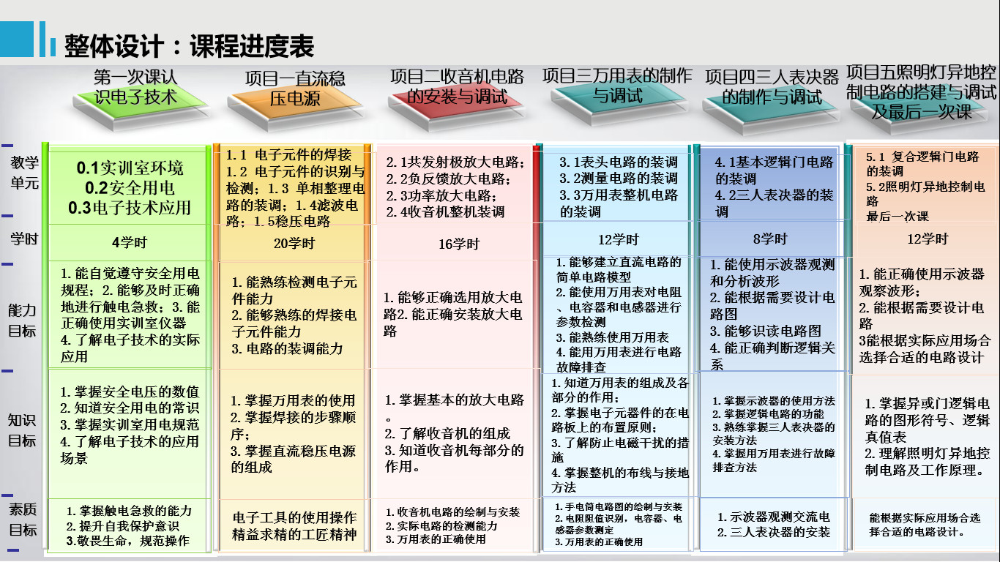 整体设计：课程进度表
第一次课认
识电子技术
项目一直流稳
压电源
项目二收音机电路
的安装与调试
项目三万用表的制作
与调试
项目四三人表决器
的制作与调试
项目五照明灯异地控
制电路的搭建与调试
及最后一次课
教学
单元
0.1实训室环境
0.2安全用电
0.3电子技术应用
1.1 电子元件的焊接
1.2 电子元件的识别与
检测；1.3 单相整理电
路的装调；1.4滤波电
路；1.5稳压电路
2.1共发射极放大电路；
2.2负反馈放大电路；
2.3功率放大电路；
2.4收音机整机装调
3.1表头电路的装调
3.2测量电路的装调
3.3万用表整机电路
的装调
4.1基本逻辑门电路
的装调
4.2三人表决器的装
调
5.1 复合逻辑门电路
的装调
5.2照明灯异地控制电
路
最后一次课
学时
4学时
20学时
16学时
12学时
8学时
12学时
能力
目标
1.能自觉遵守安全用电
规程；2.能够及时正确
地进行触电急救；3.能
正确使用实训室仪器
4.了解电子技术的实际
应用
1.能熟练检测电子元
件能力
2.能够熟练的焊接电
子元件能力
3.电路的装调能力
1.能够正确选用放大电
路2.能正确安装放大电
路
1.能够建立直流电路的
简单电路模型
2.能使用万用表对电阻
、电容器和电感器进行
参数检测
3.能熟练使用万用表
4.能用万用表进行电路
故障排查
1.能使用示波器观测
和分析波形
2.能根据需要设计电
路图
3.能够识读电路图
4.能正确判断逻辑关
系
1.能正确使用示波器
观察波形；
2.能根据需要设计电
路
3能根据实际应用场合
选择合适的电路设计
知识
目标
1.掌握安全电压的数值
2.知道安全用电的常识
3.掌握实训室用电规范
4.了解电子技术的应用
场景
1.掌握万用表的使用
2.掌握焊接的步骤顺
序；
3.掌握直流稳压电源
的组成
1.掌握基本的放大电路
。
2.了解收音机的组成
3.知道收音机每部分的
作用。
1.知道万用表的组成及各
部分的作用；
2.掌握电子元器件的在电
路板上的布置原则；
3.了解防止电磁干扰的措
施
4.掌握整机的布线与接地
方法
1.掌握示波器的使用方法
2.掌握逻辑电路的功能
3.熟练掌握三人表决器的
安装方法
4.掌握用万用表进行故障
排查方法
1.掌握异或门逻辑电
路的图形符号、逻辑
真值表
2.理解照明灯异地控
制电路及工作原理。
素质
目标
1.掌握触电急救的能力
2.提升自我保护意识
3.敬畏生命，规范操作
电子工具的使用操作
精益求精的工匠精神
1.收音机电路的绘制与安装
2.实际电路的检测能力
3.万用表的正确使用
1.手电筒电路图的绘制与安装
2.电阻阻值识别，电容器、电
感器参数测定
3.万用表的正确使用
1.示波器观测交流电
2.三人表决器的安装
能根据实际应用场合选
择合适的电路设计。